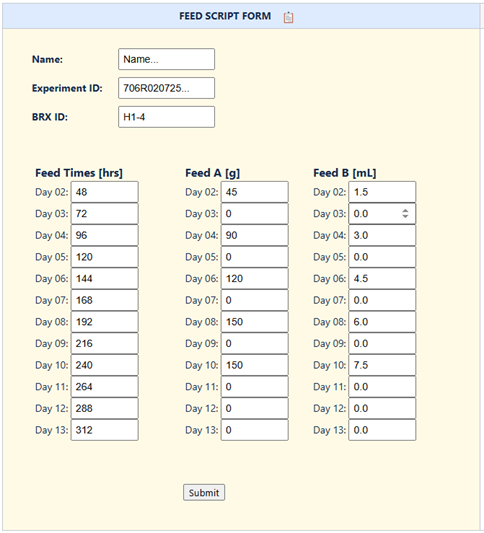 FEED SCRIPT FORM
Name: Name...
Experiment ID: 706R020725...
BRX ID: H1-4
Feed Times [hrs] Feed A [g] Feed B [mL]
Day 02: 48 Day 02: 45 Day 02: 1.5
Day 03: 72 Day 03: 0 Day 03: 0.0
Day 04: 96 Day 04: 90 Day 04: 3.0
Day 05: 120 Day 05: 0 Day 05: 0.0
Day 06: 144 Day 06: 120 Day 06: 4.5
Day 07: 168 Day 07: 0 Day 07: 0.0
Day 08: 192 Day 08: 150 Day 08: 6.0
Day 09: 216 Day 09: 0 Day 09: 0.0
Day 10: 240 Day 10: 150 Day 10: 7.5
Day 11: 264 Day 11: 0 Day 11: 0.0
Day 12: 288 Day 12: 0 Day 12: 0.0
Day 13: 312 Day 13: 0 Day 13: 0.0
Submit